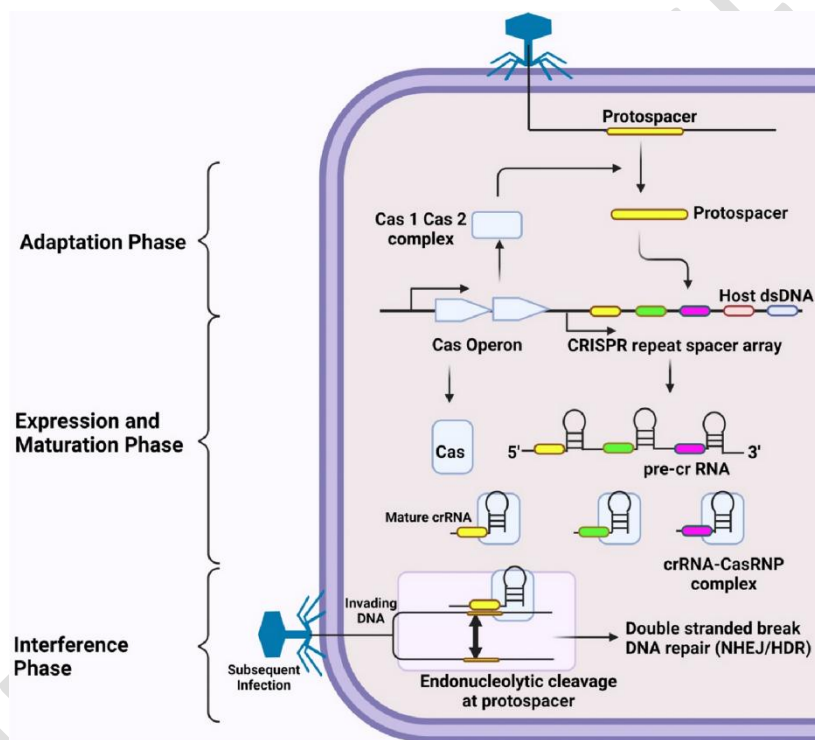 Protospacer
Cas 1 Cas 2
complex
Protospacer
Adaptation Phase
Host dsDNA
Cas Operon
CRISPR repeat spacer array
Expression and
Maturation Phase
Cas
5'
3'
pre-cr RNA
Mature crRNA
crRNA-CasRNP
complex
Interference
Phase
Invading
DNA
Subsequent
Infection
Double stranded break
DNA repair (NHEJ/HDR)
Endonucleolytic cleavage
at protospacer